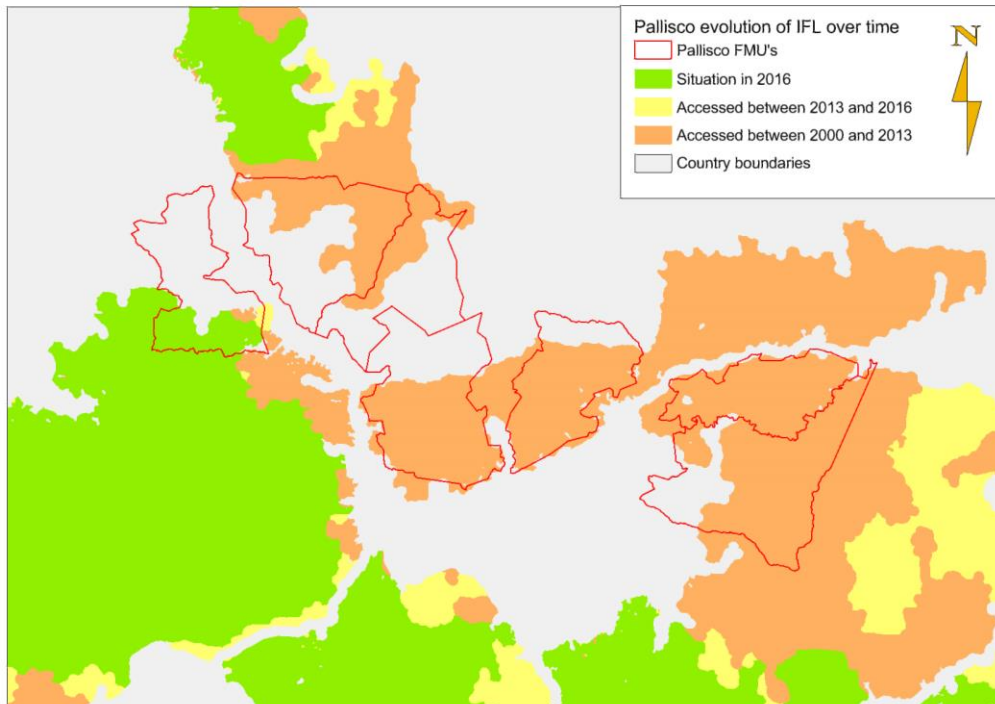 Pallisco evolution of IFL over time
N
Pallisco FMU's
Situation in 2016
Accessed between 2013 and 2016
Accessed between 2000 and 2013
Country boundaries